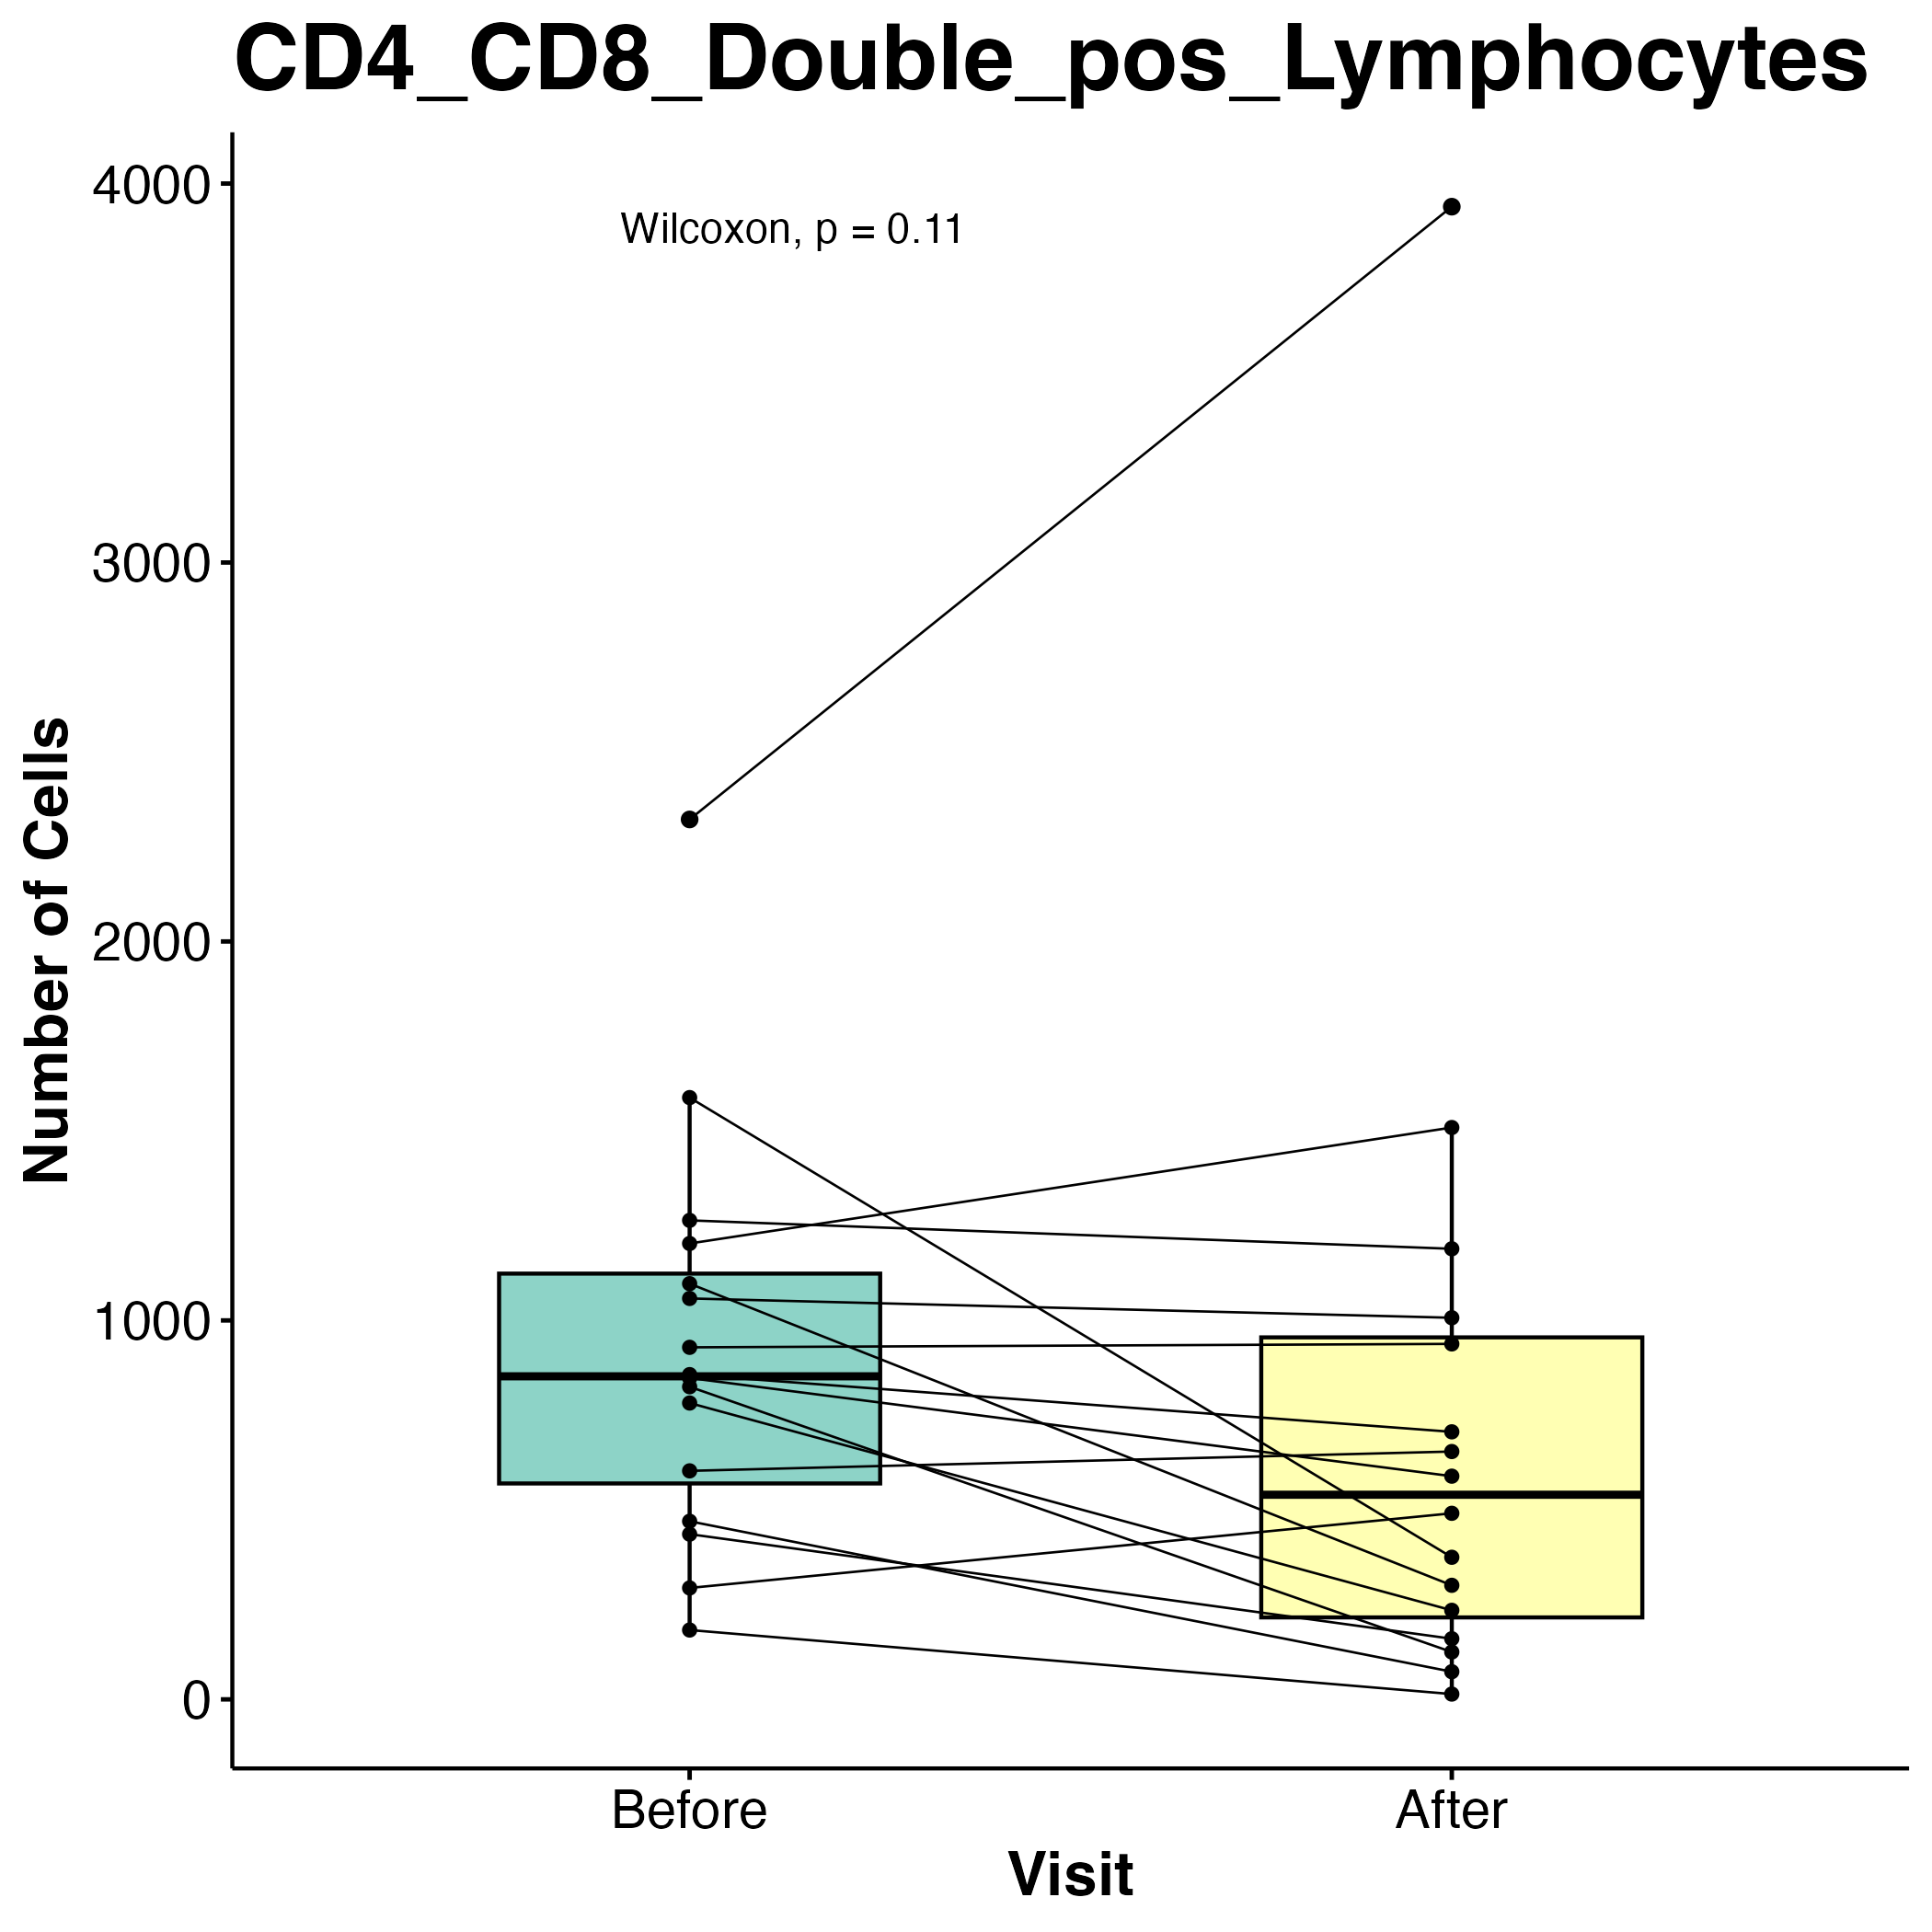 CD4_CD8_Double_pos_Lymphocytes
4000
Wilcoxon, p = 0.11
3000
2000
1000
0
Number of Cells
Before
After
Visit